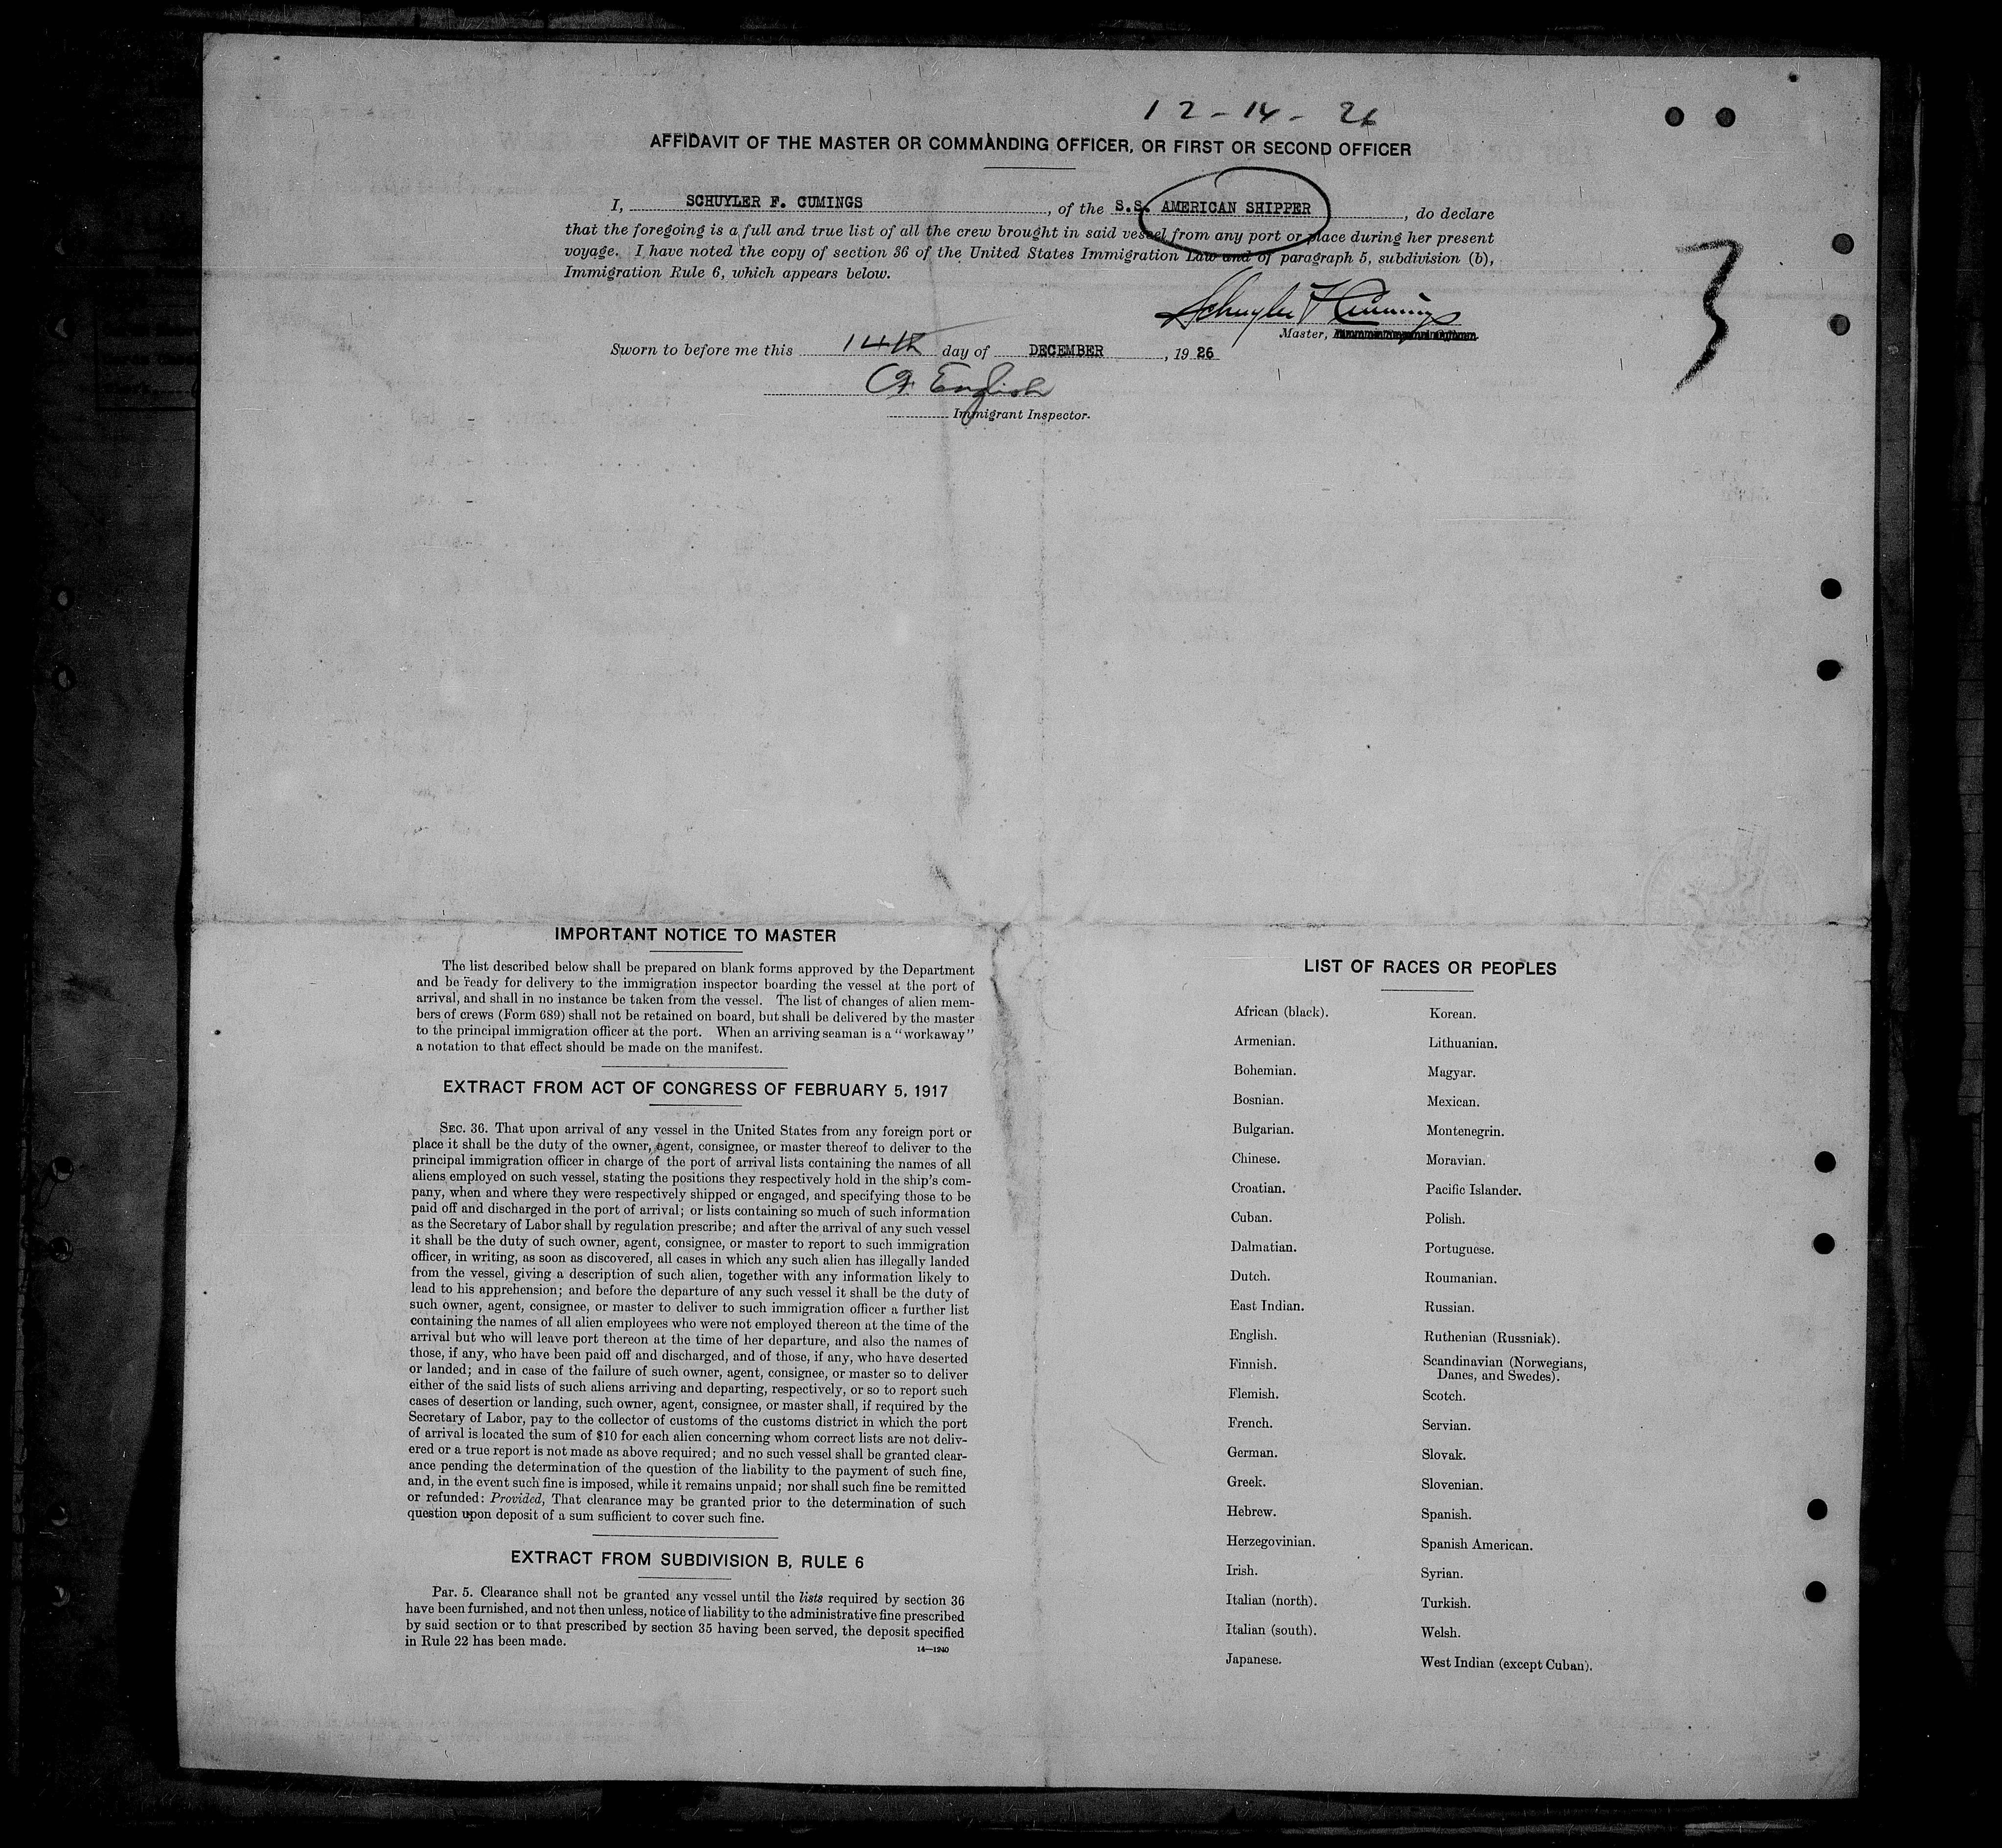 12-14-26
AFFIDAVIT OF THE MASTER OR COMMANDING OFFICER, OR FIRST OR SECOND OFFICER
I, SCHUYLER F. CUMINGS, of the S.S. AMERICAN SHIPPER, do declare
that the foregoing is a full and true list of all the crew brought in said vessel from any port or place during her present
voyage. I have noted the copy of section 36 of the United States Immigration Law and of paragraph 5, subdivision (b),
Immigration Rule 6, which appears below.
3
Schuyler F Cumings
Master,
Sworn to before me this 14th day of DECEMBER, 1926
English
Immigrant Inspector.
IMPORTANT NOTICE TO MASTER
The list described below shall be prepared on blank forms approved by the Department
and be ready for delivery to the immigration inspector boarding the vessel at the port of
arrival, and shall in no instance be taken from the vessel. The list of changes of alien mem-
bers of crews (Form 689) shall not be retained on board, but shall be delivered by the master
to the principal immigration officer at the port. When an arriving seaman is a "workaway"
a notation to that effect should be made on the manifest.
EXTRACT FROM ACT OF CONGRESS OF FEBRUARY 5, 1917
SEC. 36. That upon arrival of any vessel in the United States from any foreign port or
place it shall be the duty of the owner, agent, consignee, or master thereof to deliver to the
principal immigration officer in charge of the port of arrival lists containing the names of all
aliens employed on such vessel, stating the positions they respectively hold in the ship's com-
pany, when and where they were respectively shipped or engaged, and specifying those to be
paid off and discharged in the port of arrival; or lists containing so much of such information
as the Secretary of Labor shall by regulation prescribe; and after the arrival of any such vessel
it shall be the duty of such owner, agent, consignee, or master to report to such immigration
officer, in writing, as soon as discovered, all cases in which any such alien has illegally landed
from the vessel, giving a description of such alien, together with any information likely to
lead to his apprehension; and before the departure of any such vessel it shall be the duty of
such owner, agent, consignee, or master to deliver to such immigration officer a further list
containing the names of all alien employees who were not employed thereon at the time of the
arrival but who will leave port thereon at the time of her departure, and also the names of
those, if any, who have been paid off and discharged, and of those, if any, who have deserted
or landed; and in case of the failure of such owner, agent, consignee, or master so to deliver
either of the said lists of such aliens arriving and departing, respectively, or so to report such
cases of desertion or landing, such owner, agent, consignee, or master shall, if required by the
Secretary of Labor, pay to the collector of customs of the customs district in which the port
of arrival is located the sum of $10 for each alien concerning whom correct lists are not deliv-
ered or a true report is not made as above required; and no such vessel shall be granted clear-
ance pending the determination of the question of the liability to the payment of such fine,
and, in the event such fine is imposed, while it remains unpaid; nor shall such fine be remitted
or refunded: Provided, That clearance may be granted prior to the determination of such
question upon deposit of a sum sufficient to cover such fine.
EXTRACT FROM SUBDIVISION B, RULE 6
Par. 5. Clearance shall not be granted any vessel until the lists required by section 36
have been furnished, and not then unless, notice of liability to the administrative fine prescribed
by said section or to that prescribed by section 35 having been served, the deposit specified
in Rule 22 has been made.
14—1240
LIST OF RACES OR PEOPLES
African (black).
Armenian.
Bohemian.
Bosnian.
Bulgarian.
Chinese.
Croatian.
Cuban.
Dalmatian.
Dutch.
East Indian.
English.
Finnish.
Flemish.
French.
German.
Greek.
Hebrew.
Herzegovinian.
Irish.
Italian (north).
Italian (south).
Japanese.
Korean.
Lithuanian.
Magyar.
Mexican.
Montenegrin.
Moravian.
Pacific Islander.
Polish.
Portuguese.
Roumanian.
Russian.
Ruthenian (Russniak).
Scandinavian (Norwegians,
Danes, and Swedes).
Scotch.
Servian.
Slovak.
Slovenian.
Spanish.
Spanish American.
Syrian.
Turkish.
Welsh.
West Indian (except Cuban).